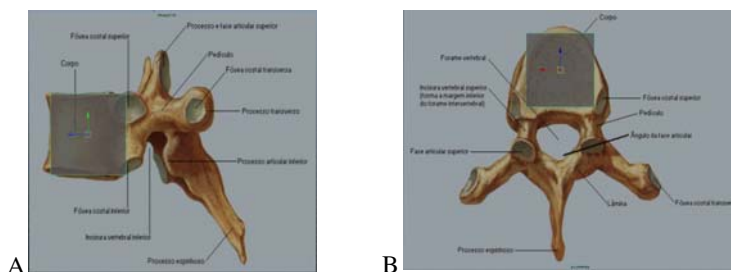 Processo e face articular superior
Fóvea costal superior
Pedículo
Corpo
Fóvea costal transversa
Processo transverso
Processo articular inferior
Fóvea costal inferior
Incisura vertebral inferior
Processo espinhoso
A
Corpo
Forame vertebral
Incisura vertebral superior
(forma a margem inferior
do forame intervertebral)
Fóvea costal superior
Pedículo
Ângulo da face articular
Face articular superior
Lâmina
Fóvea costal transversa
Processo espinhoso
B